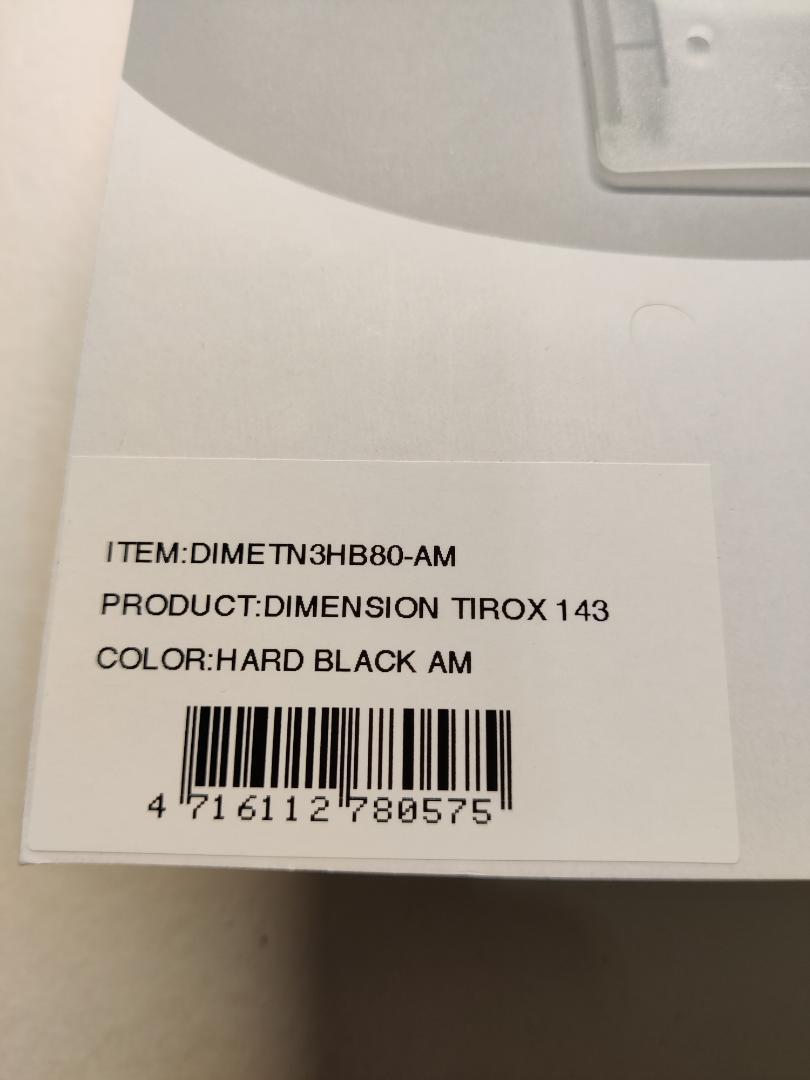 ITEM:DIMETN3HB80-AM
PRODUCT:DIMENSION TIROX 143
COLOR:HARD BLACK AM
4 716112 780575